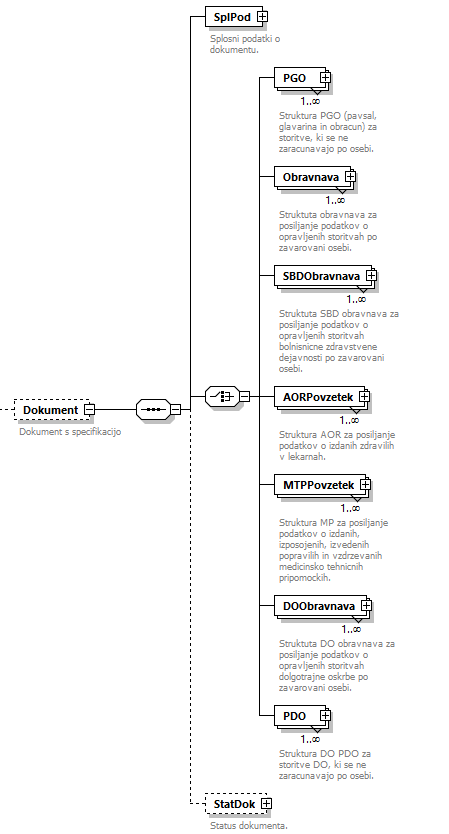 SplPod
Splosni podatki o
dokumentu.
PGO
1..∞
Struktura PGO (pavsal,
glavarina in obracun) za
storitve, ki se ne
zaracunavajo po osebi.
Obravnava
1..∞
Struktuta obravnava za
posiljanje podatkov o
opravljenih storitvah po
zavarovani osebi.
SBDObravnava
1..∞
Struktuta SBD obravnava za
posiljanje podatkov o
opravljenih storitvah
bolnisnicne zdravstvene
dejavnosti po zavarovani
osebi.
Dokument
Dokument s specifikacijo
AORPovzetek
1..∞
Struktura AOR za posiljanje
podatkov o izdanih zdravilih
v lekarnah.
MTPPovzetek
1..∞
Struktura MP za posiljanje
podatkov o izdanih,
izposojenih, izvedenih
popravilih in vzdrzevanih
medicinsko tehnicnih
pripomockih.
DOObravnava
1..∞
Struktuta DO obravnava za
posiljanje podatkov o
opravljenih storitvah
dolgotrajne oskrbe po
zavarovani osebi.
PDO
1..∞
Struktura DO PDO za
storitve DO, ki se ne
zaracunavajo po osebi.
StatDok
Status dokumenta.